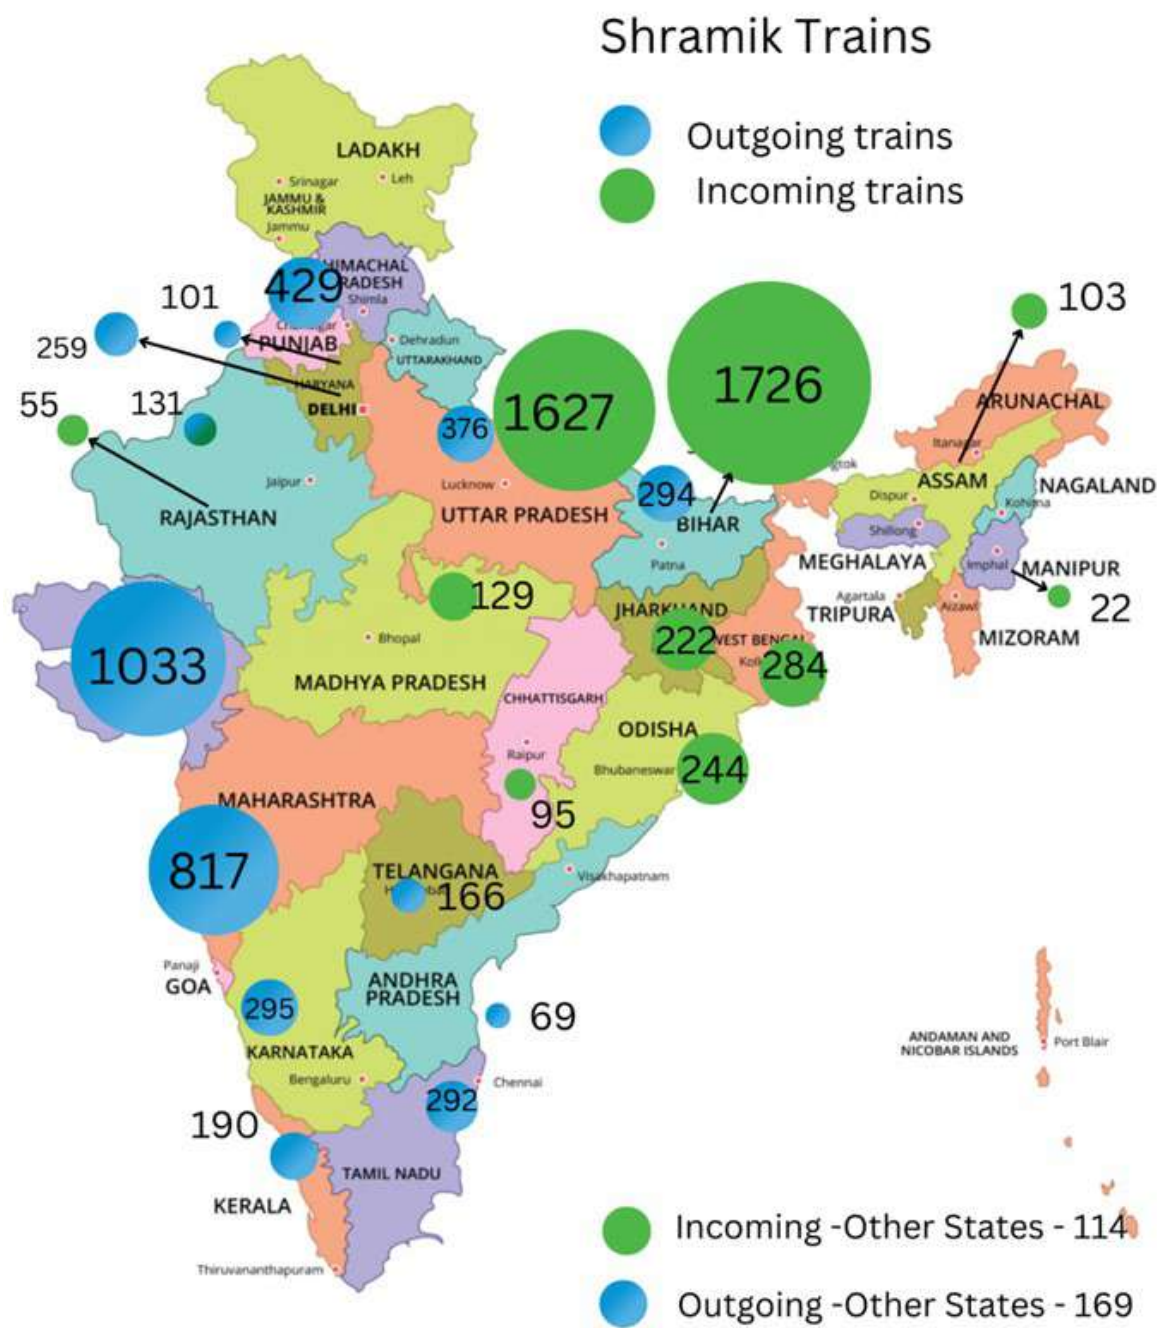 Shramik Trains
Outgoing trains
Incoming trains
LADAKH
Srinagar
Leh
JAMMU &
KASHMIR
Jammu
HIMACHAL
PRADESH
Shimla
429
101
259
PUNJAB
Dehradun
UTTARAKHAND
HARYANA
DELHI
55
131
376
1627
1726
103
ARUNACHAL
Itanagar
ASSAM
Dispur
NAGALAND
Kohima
Shillong
MEGHALAYA
Imphal
MANIPUR
22
Agartala
TRIPURA
Aizawl
MIZORAM
Jaipur
RAJASTHAN
Lucknow
UTTAR PRADESH
294
BIHAR
Patna
129
JHARKHAND
222
WEST BENGAL
284
1033
Bhopal
MADHYA PRADESH
CHHATTISGARH
Raipur
95
ODISHA
Bhubaneswar
244
MAHARASHTRA
817
TELANGANA
166
Visakhapatnam
Panaji
GOA
295
KARNATAKA
Bengaluru
ANDHRA
PRADESH
69
Chennai
292
190
KERALA
TAMIL NADU
Thiruvananthapuram
ANDAMAN AND
NICOBAR ISLANDS
Port Blair
Incoming -Other States - 114
Outgoing -Other States - 169